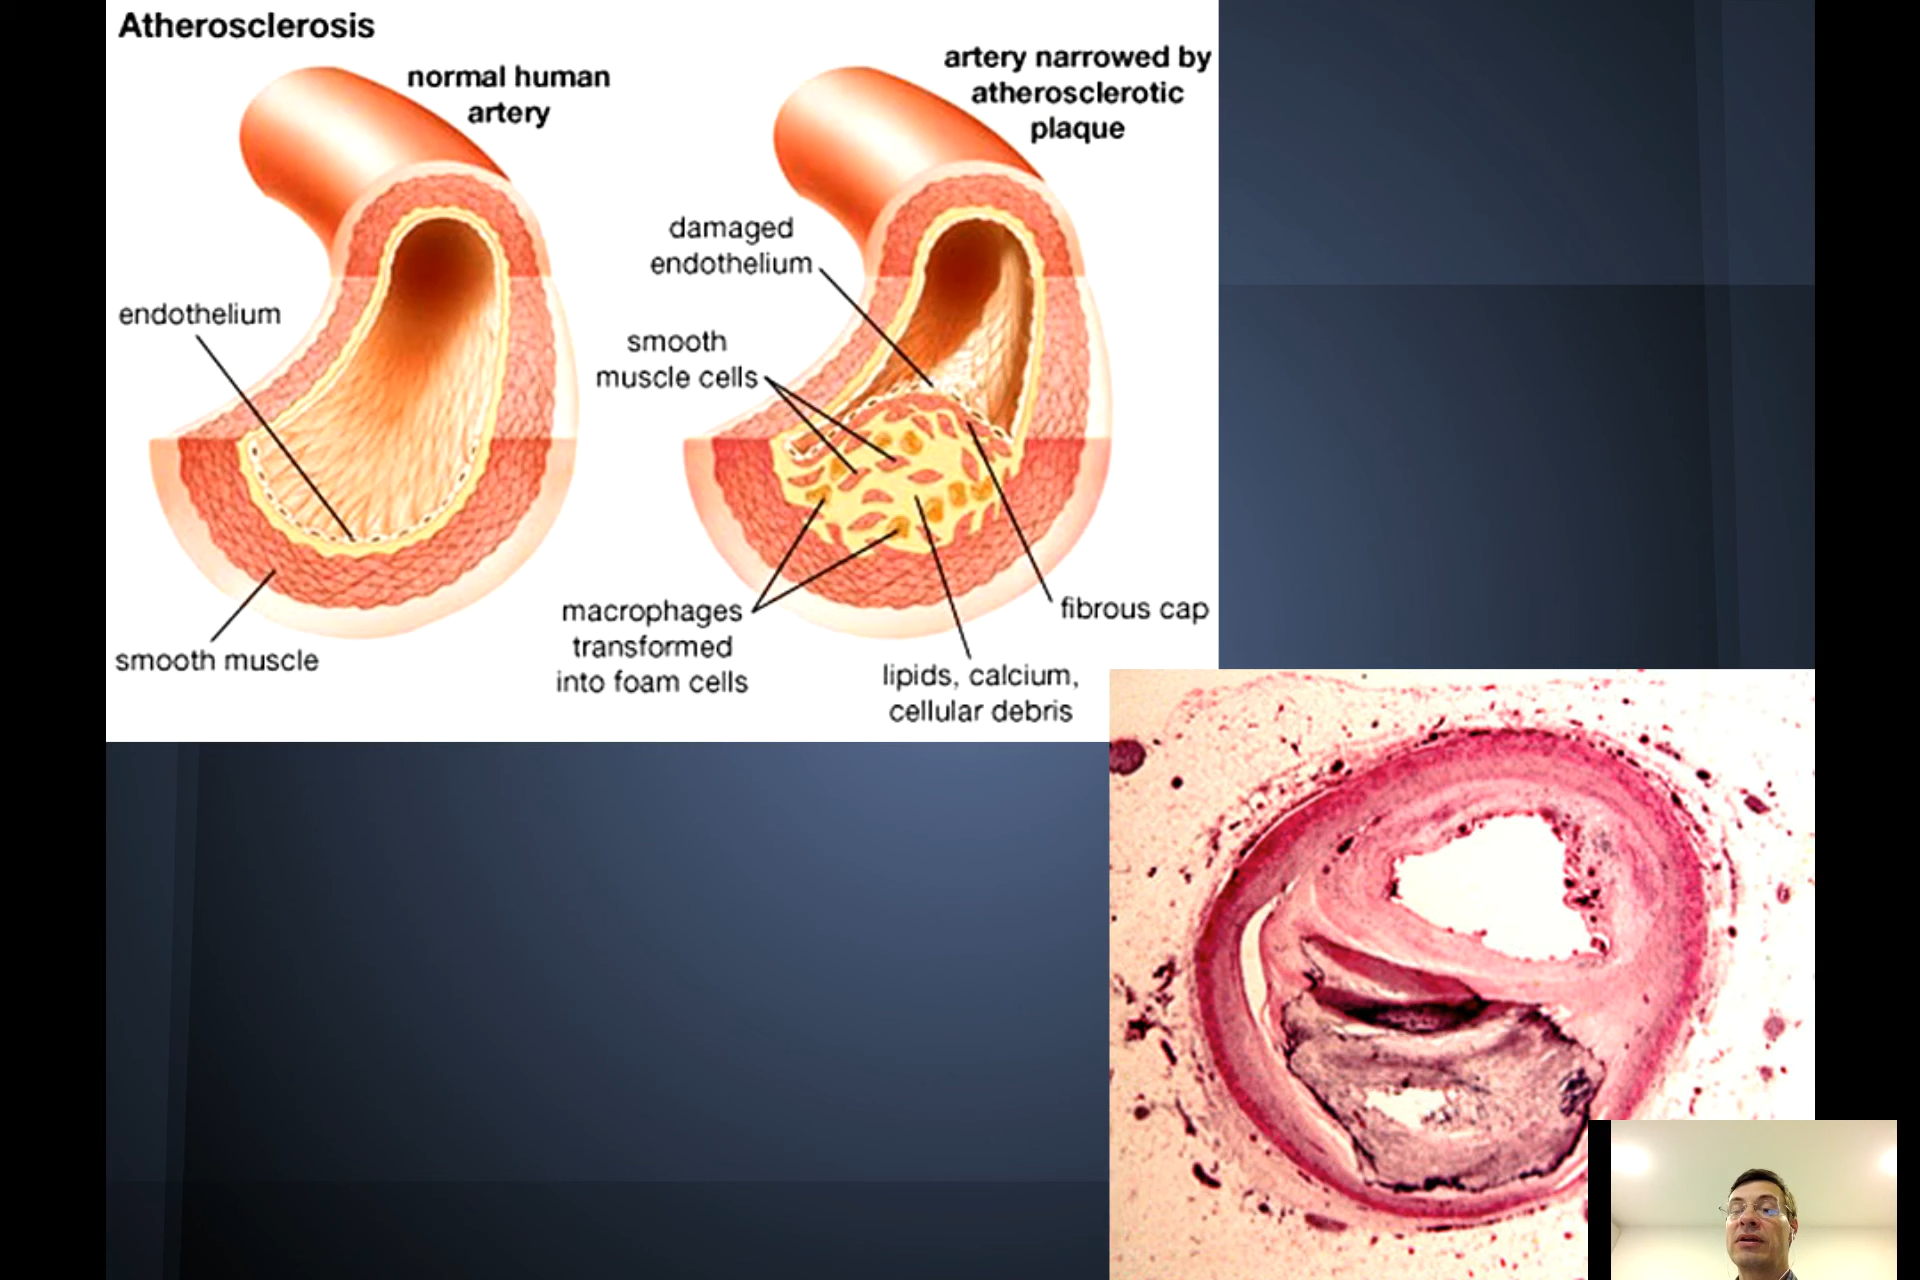 Atherosclerosis
normal human
artery
artery narrowed by
atherosclerotic
plaque
damaged
endothelium
endothelium
smooth
muscle cells
macrophages
transformed
into foam cells
fibrous cap
smooth muscle
lipids, calcium,
cellular debris